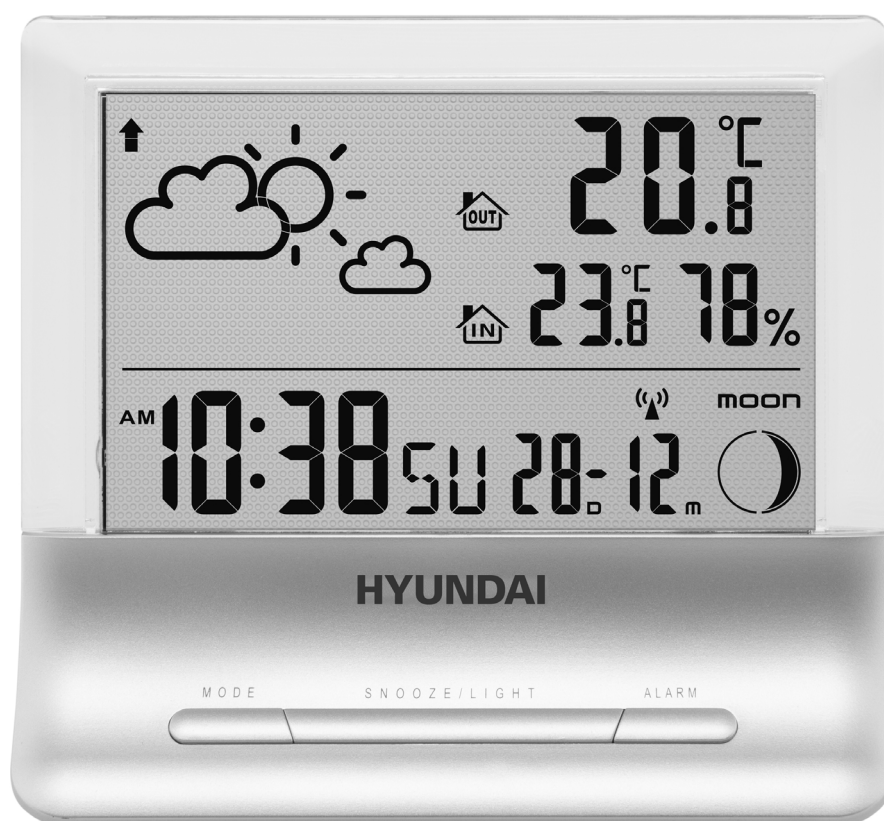 20.8 °C
OUT
IN 23.8 °C 78%
moon
AM 10:38 SU 28 D - 12 m
HYUNDAI
MODE SNOOZE/LIGHT ALARM